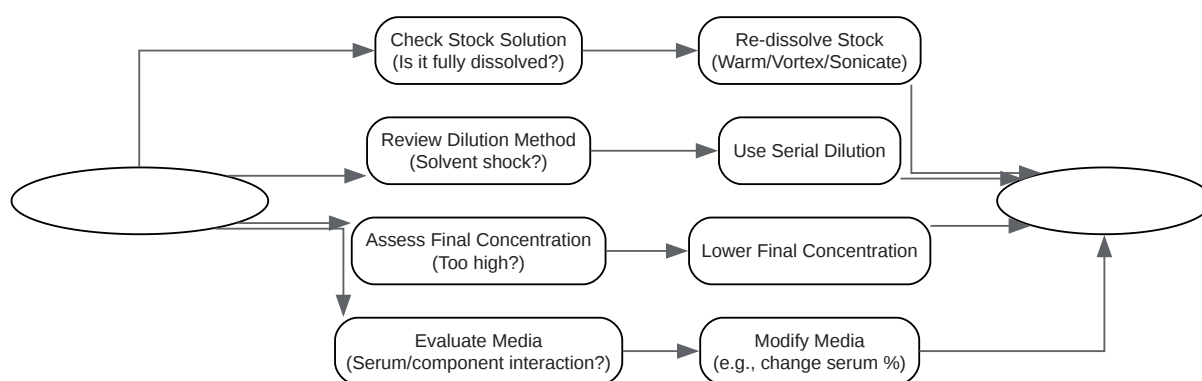 Check Stock Solution
(Is it fully dissolved?)
Re-dissolve Stock
(Warm/Vortex/Sonicate)
Review Dilution Method
(Solvent shock?)
Use Serial Dilution
Assess Final Concentration
(Too high?)
Lower Final Concentration
Evaluate Media
(Serum/component interaction?)
Modify Media
(e.g., change serum %)